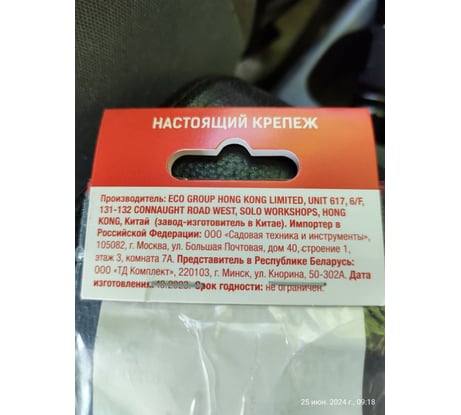 НАСТОЯЩИЙ КРЕПЕЖ
Производитель: ECO GROUP HONG KONG LIMITED, UNIT 617, 6/F,
131-132 CONNAUGHT ROAD WEST, SOLO WORKSHOPS, HONG
KONG, Китай (завод-изготовитель в Китае). Импортер в
Российской Федерации: ООО «Садовая техника и инструменты»,
105082, г. Москва, ул. Большая Почтовая, дом 40, строение 1,
этаж 3, комната 7А. Представитель в Республике Беларусь:
ООО «ТД Комплект», 220103, г. Минск, ул. Кнорина, 50-302А. Дата
изготовления: 10.2023. Срок годности: не ограничен.
25 июн. 2024 г., 09:18